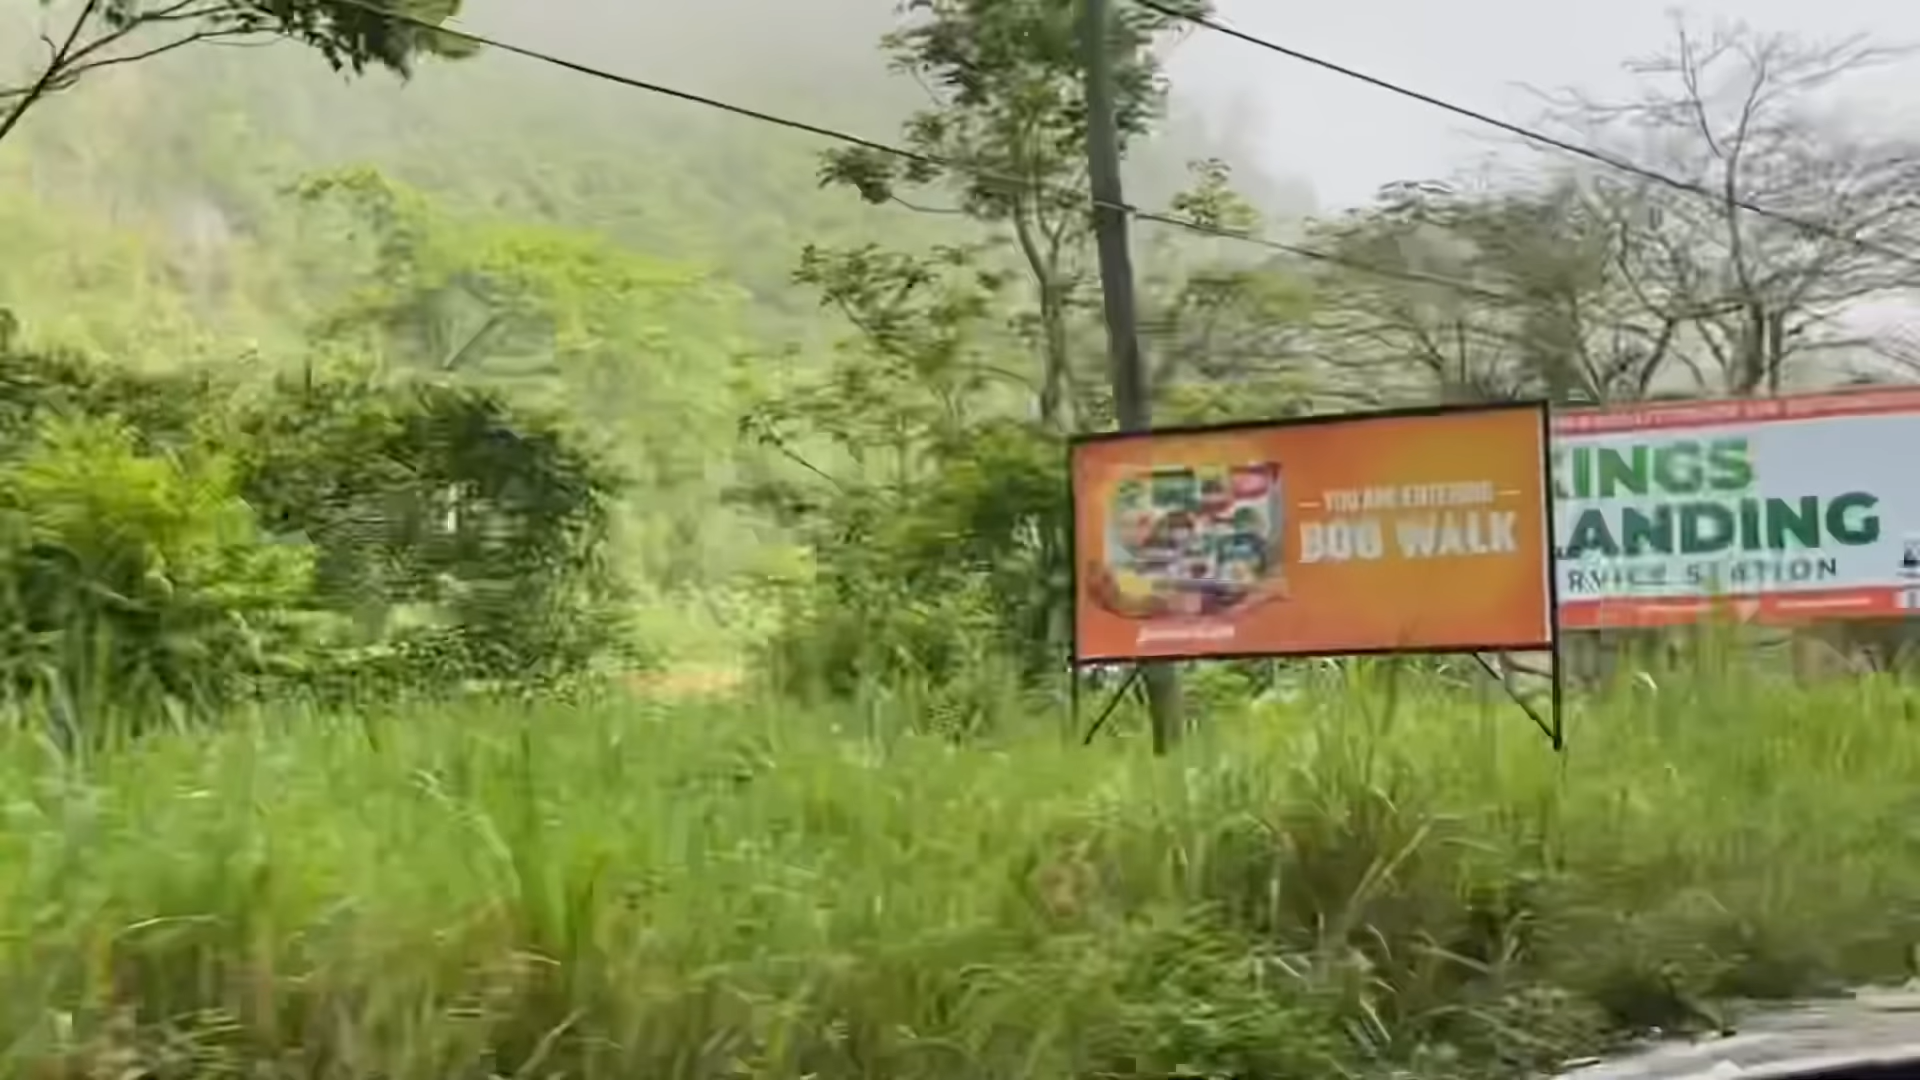 YOU ARE ENTERING
BOG WALK
KINGS
LANDING
RVICE STATION